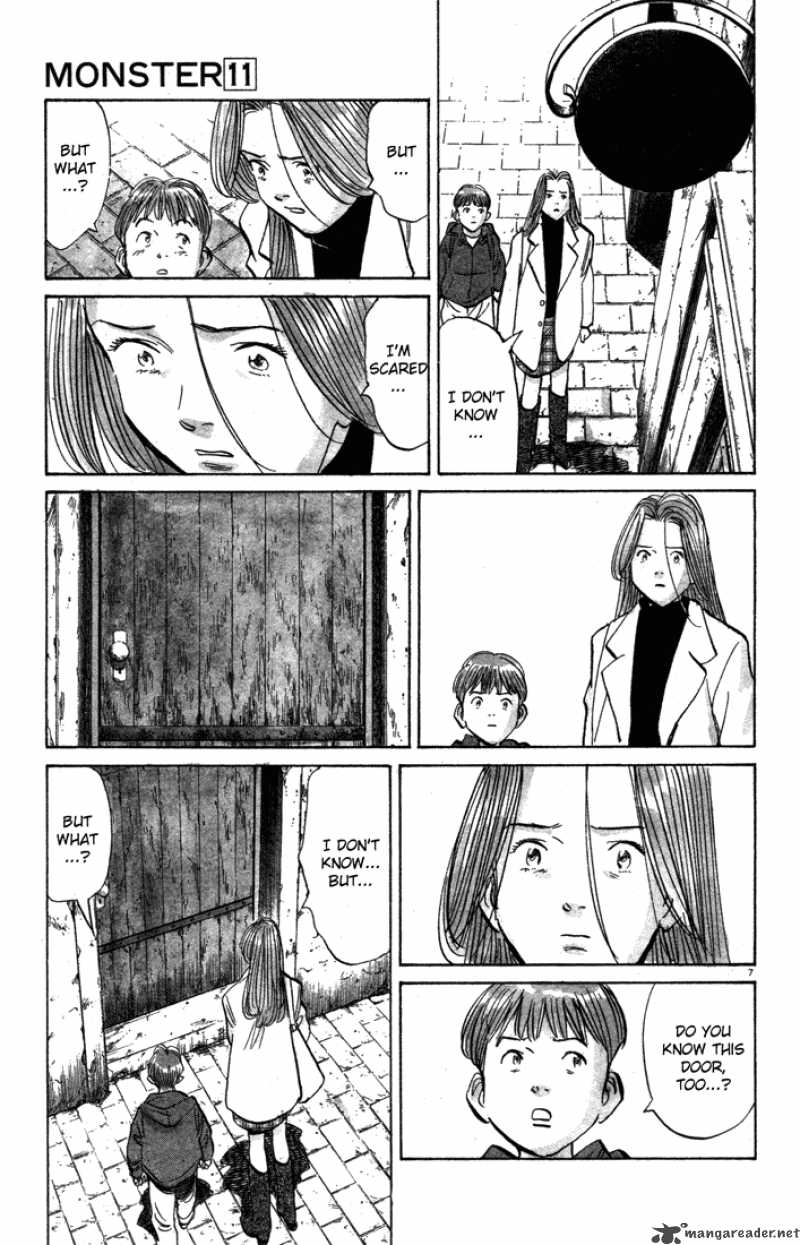 MONSTER 11
I DON'T
KNOW
...
BUT
...
BUT
WHAT
...?
I'M
SCARED
...
7
DO YOU
KNOW THIS
DOOR,
TOO...?
I DON'T
KNOW...
BUT...
BUT
WHAT
...?
mangareader.net